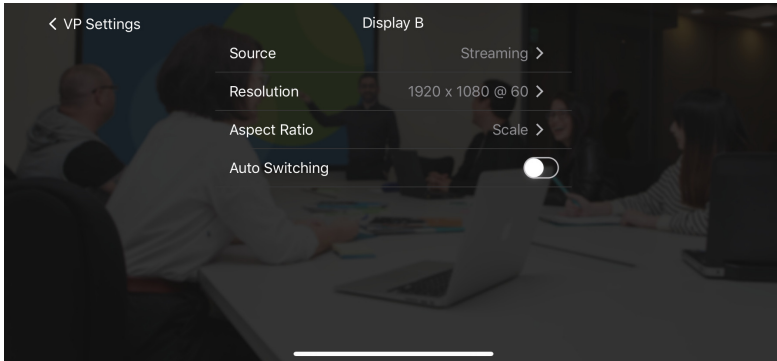 VP Settings
Display B
Source Streaming
Resolution 1920 x 1080 @ 60
Aspect Ratio Scale
Auto Switching